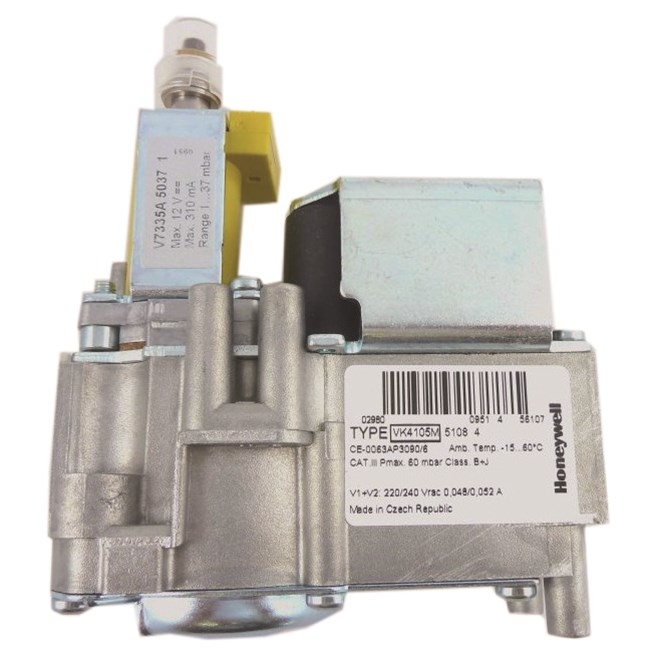 9551
V7335A 5037 1
Max. 12 V ==
Max. 310 mA
Range 1...37 mbar
02980 0951 4 56107
TYPE VK4105M 5108 4
CE-0063AP3090/6 Amb. Temp. -15...60°C
CAT.III Pmax. 60 mbar Class. B+J
V1+V2: 220/240 Vrac 0,046/0,052 A
Made in Czech Republic
Honeywell